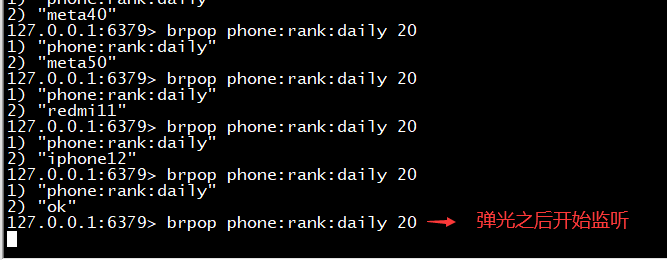 1) "phone:rank:daily"
2) "meta40"
127.0.0.1:6379> brpop phone:rank:daily 20
1) "phone:rank:daily"
2) "meta50"
127.0.0.1:6379> brpop phone:rank:daily 20
1) "phone:rank:daily"
2) "redmi11"
127.0.0.1:6379> brpop phone:rank:daily 20
1) "phone:rank:daily"
2) "iphone12"
127.0.0.1:6379> brpop phone:rank:daily 20
1) "phone:rank:daily"
2) "ok"
127.0.0.1:6379> brpop phone:rank:daily 20 弹光之后开始监听